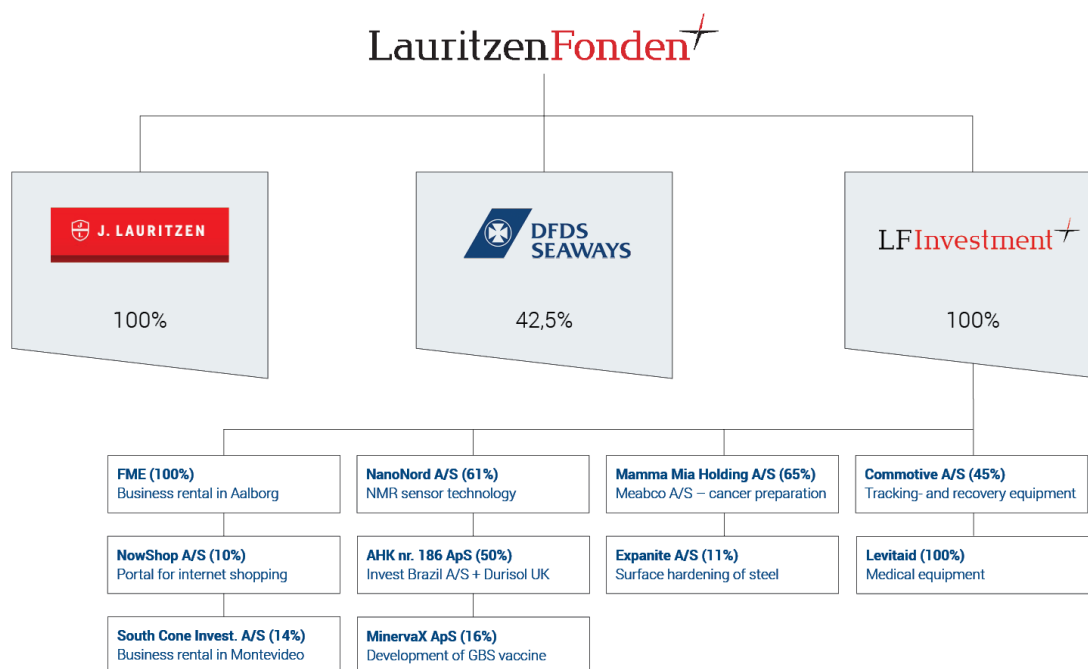 LauritzenFonden
J L
J. LAURITZEN
100%
DFDS
SEAWAYS
42,5%
LFInvestment
100%
FME (100%)
Business rental in Aalborg
NanoNord A/S (61%)
NMR sensor technology
Mamma Mia Holding A/S (65%)
Meabco A/S – cancer preparation
Commotive A/S (45%)
Tracking- and recovery equipment
NowShop A/S (10%)
Portal for internet shopping
AHK nr. 186 ApS (50%)
Invest Brazil A/S + Durisol UK
Expanite A/S (11%)
Surface hardening of steel
Levitaid (100%)
Medical equipment
South Cone Invest. A/S (14%)
Business rental in Montevideo
MinervaX ApS (16%)
Development of GBS vaccine